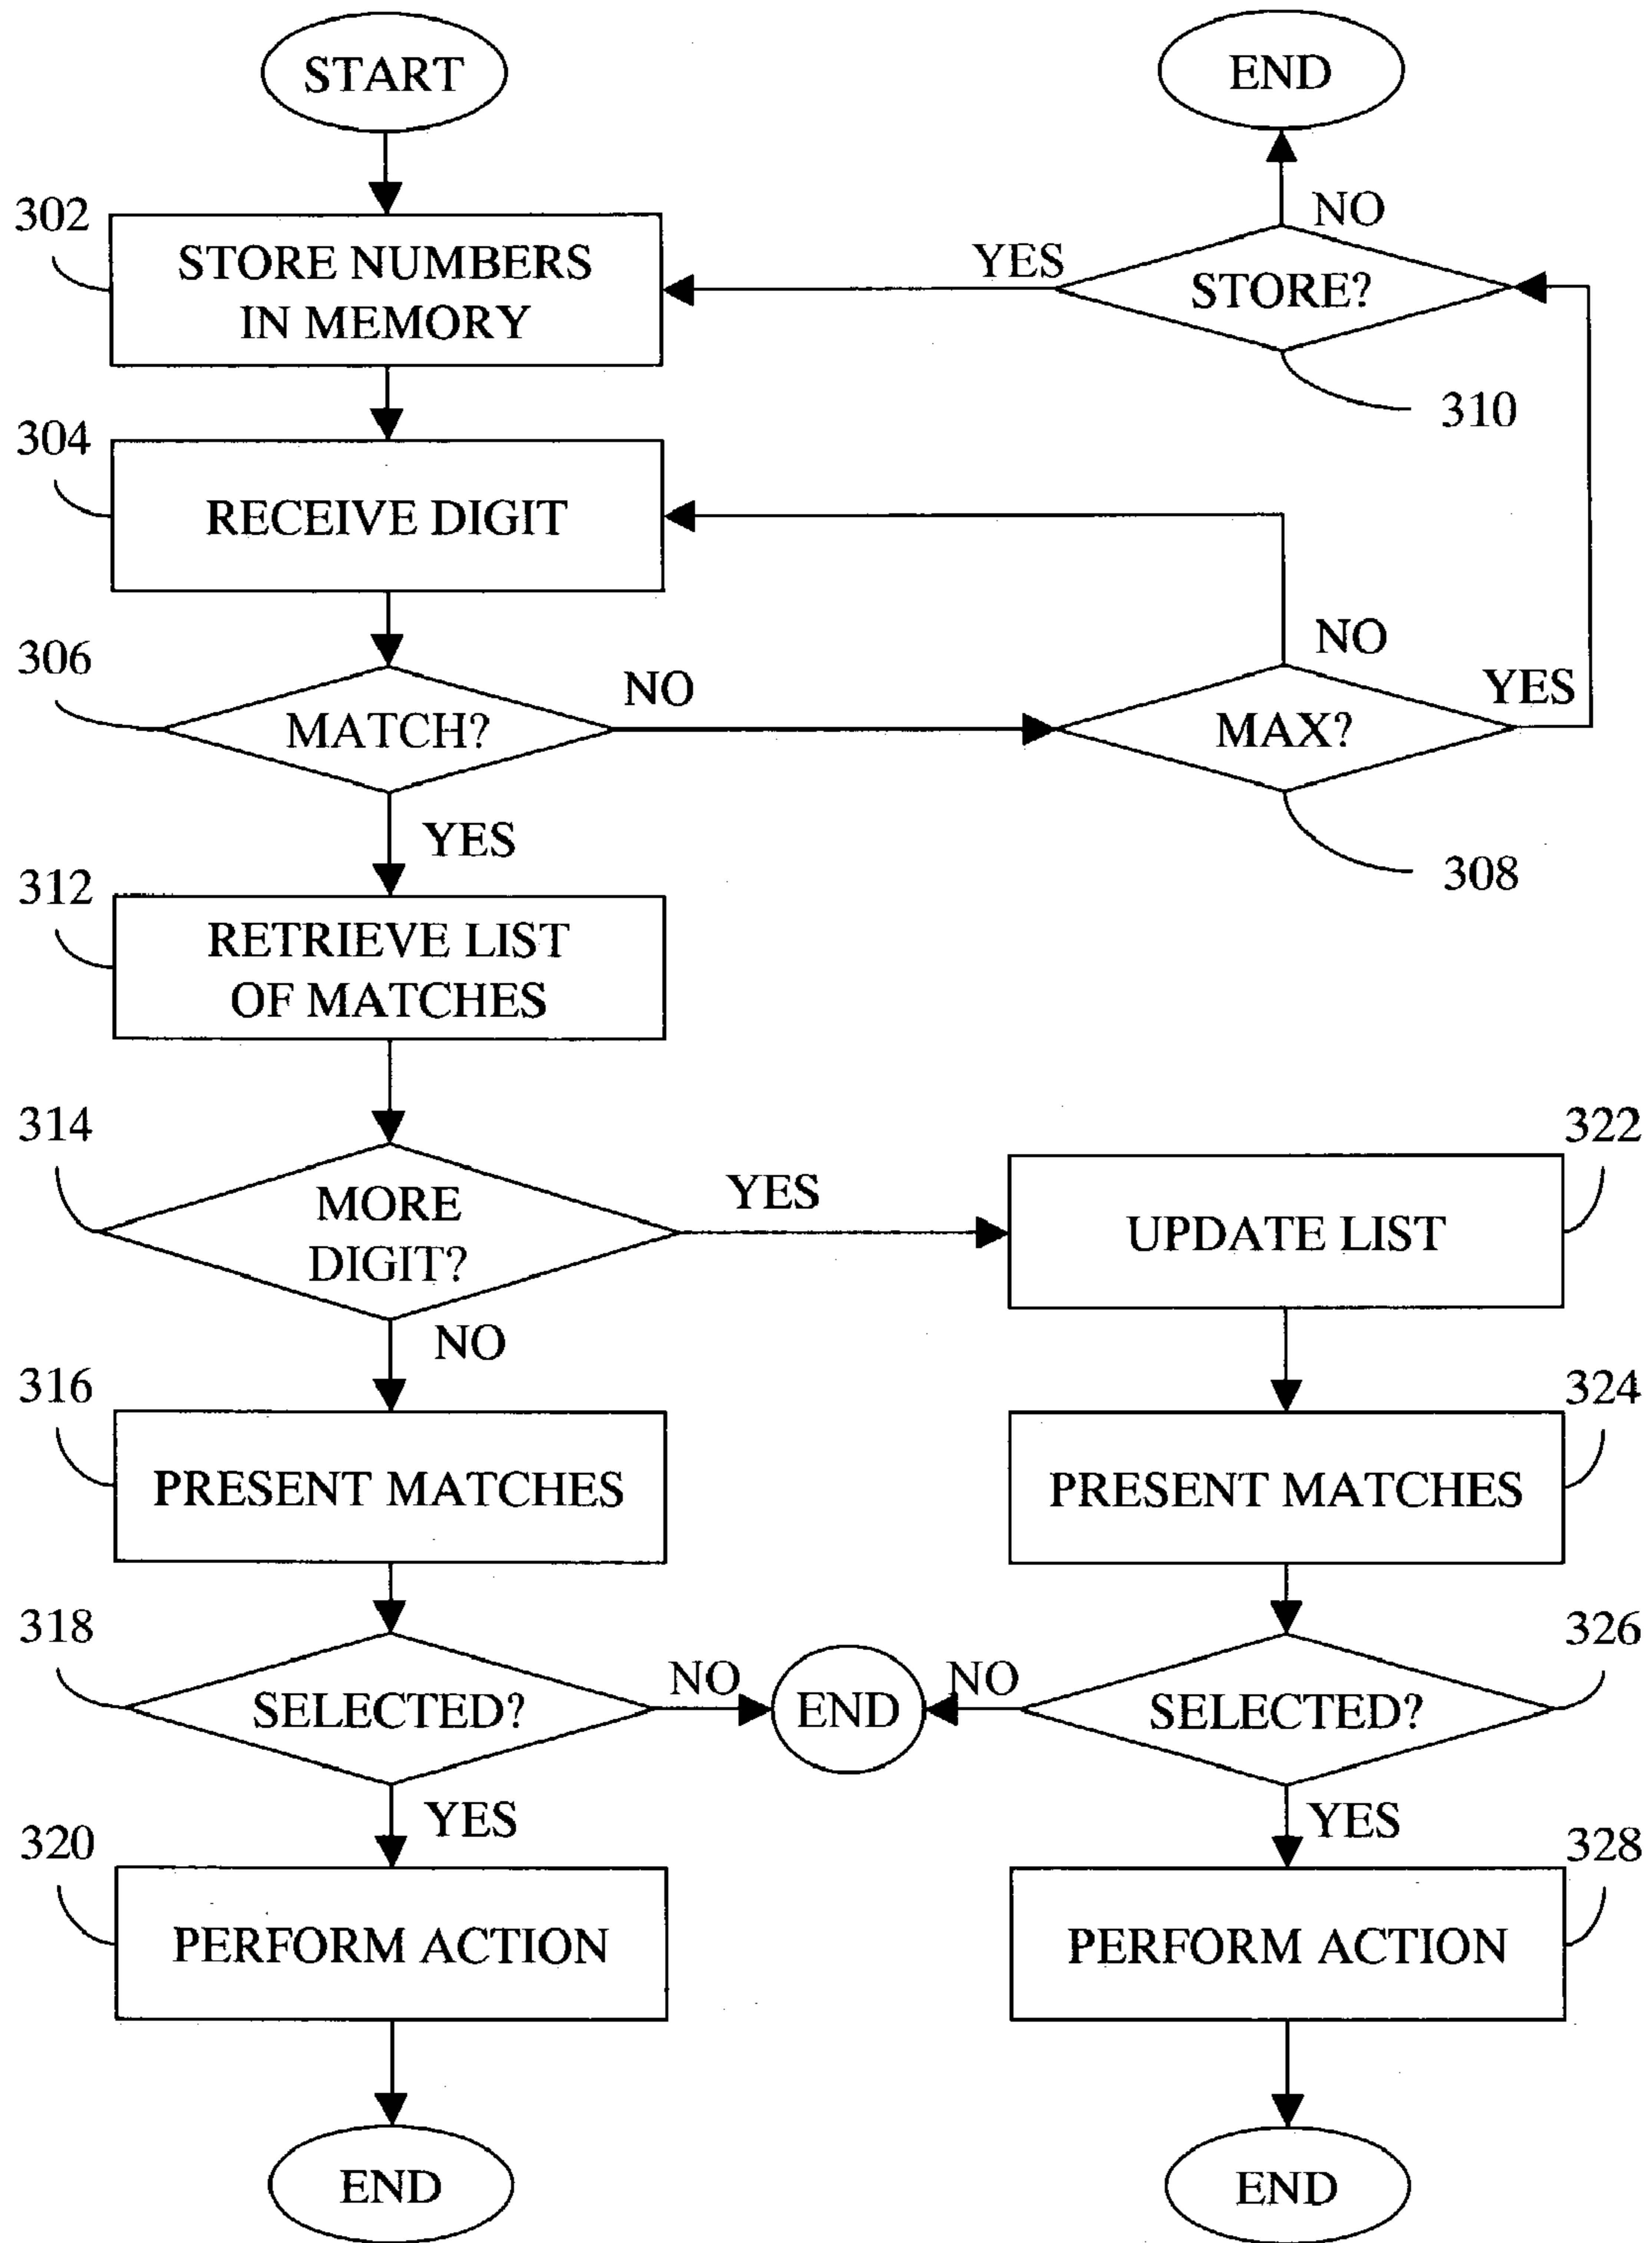 START
END
302
STORE NUMBERS
IN MEMORY
YES
NO
STORE?
310
304
RECEIVE DIGIT
306
MATCH?
NO
NO
MAX?
YES
308
YES
312
RETRIEVE LIST
OF MATCHES
314
MORE
DIGIT?
YES
322
UPDATE LIST
NO
316
PRESENT MATCHES
324
PRESENT MATCHES
318
SELECTED?
NO
END
NO
SELECTED?
326
YES
YES
320
PERFORM ACTION
328
PERFORM ACTION
END
END